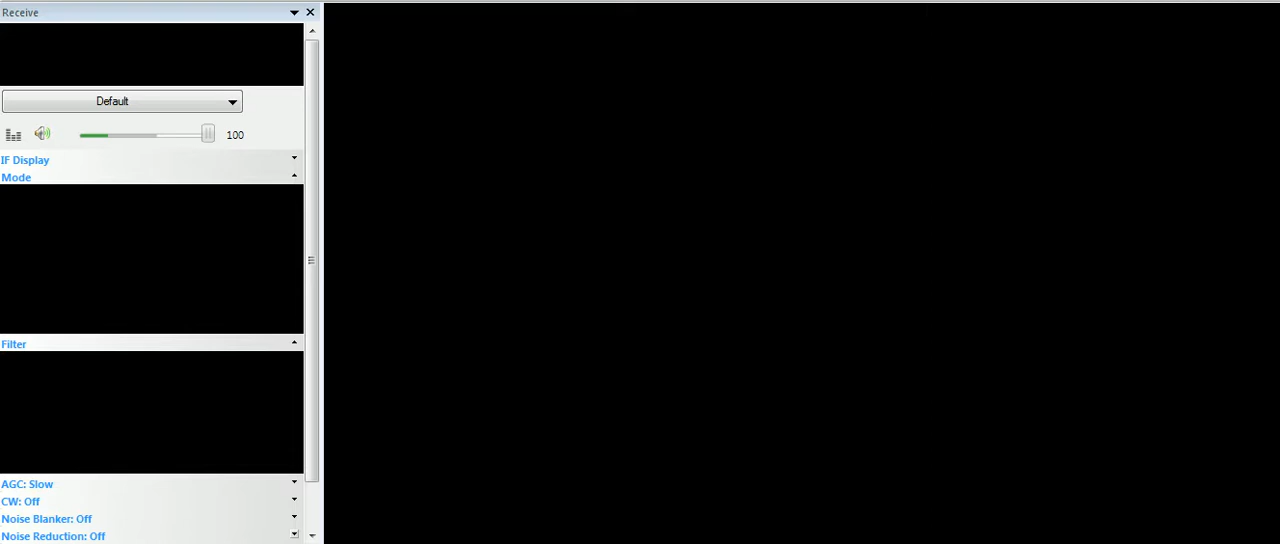 Receive
Default
100
IF Display
Mode
Filter
AGC: Slow
CW: Off
Noise Blanker: Off
Noise Reduction: Off